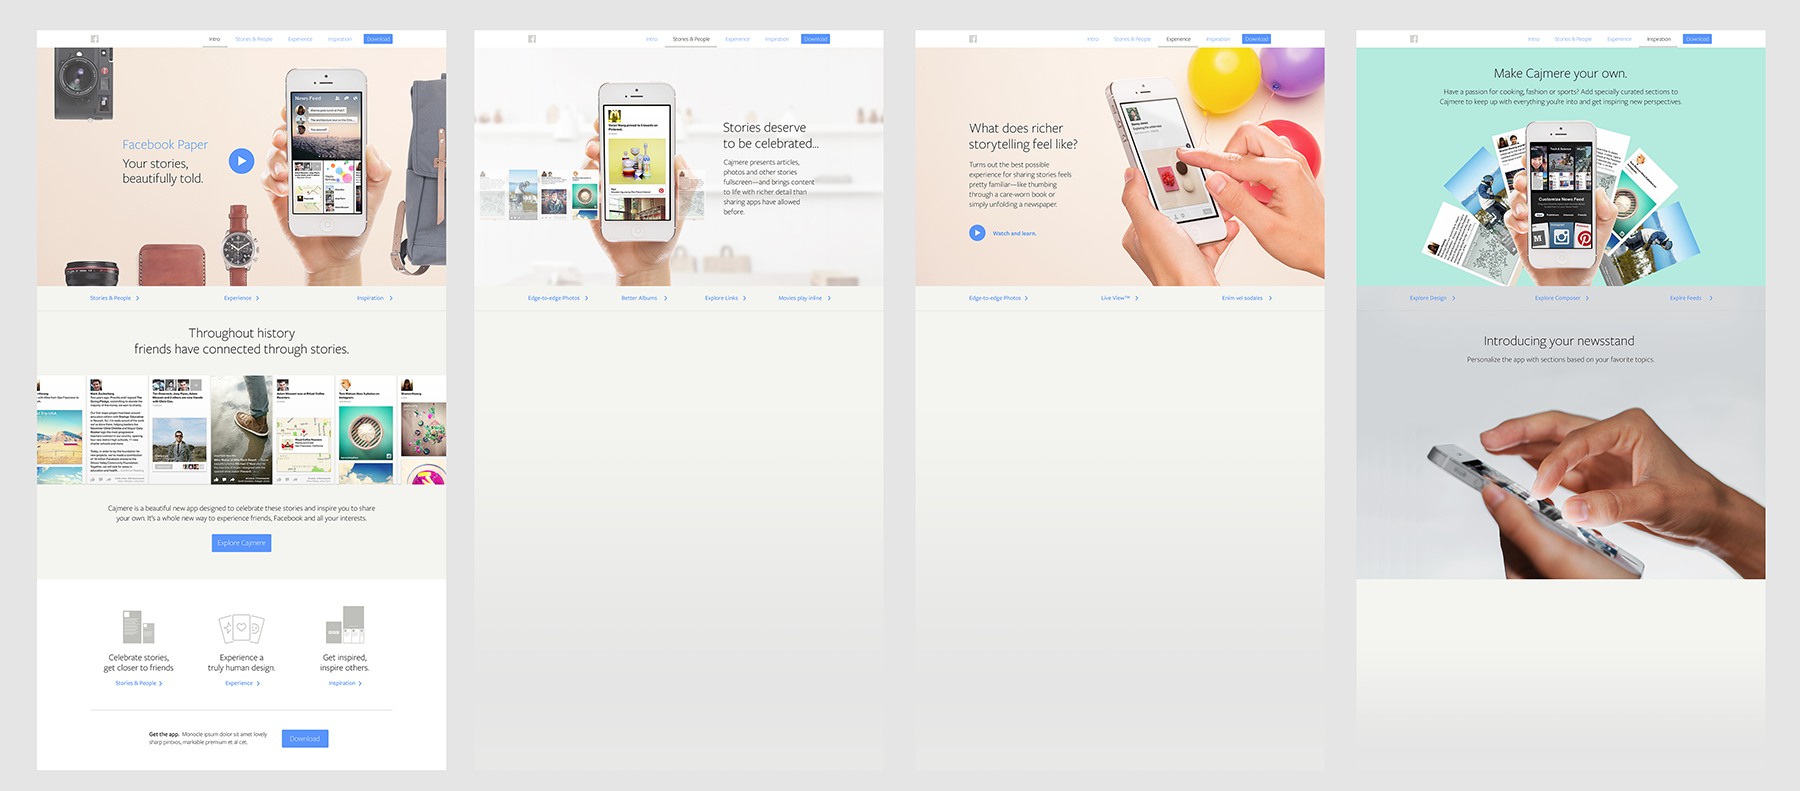 Intro Stories & People Experience Inspiration Download
Facebook Paper
Your stories,
beautifully told.
News Feed
Stories & People
Experience
Inspiration
Throughout history
friends have connected through stories.
Cajmere is a beautiful new app designed to celebrate these stories and inspire you to share
your own. It's a whole new way to experience friends, Facebook and all your interests.
Explore Cajmere
Celebrate stories,
get closer to friends
Stories & People
Experience a
truly human design.
Experience
Get inspired,
inspire others.
Inspiration
Get the app. Monocle ipsum dolor sit amet lovely
sharp pintxos, markable premium et al cet.
Download
Intro Stories & People Experience Inspiration Download
Stories deserve
to be celebrated...
Cajmere presents articles,
photos and other stories
fullscreen—and brings content
to life with richer detail than
sharing apps have allowed
before.
Edge-to-edge Photos
Better Albums
Explore Links
Movies play inline
Intro Stories & People Experience Inspiration Download
What does richer
storytelling feel like?
Turns out the best possible
experience for sharing stories feels
pretty familiar—like thumbing
through a care-worn book or
simply unfolding a newspaper.
Watch and learn.
Edge-to-edge Photos
Live View™
Enim vel sodales
Intro Stories & People Experience Inspiration Download
Make Cajmere your own.
Have a passion for cooking, fashion or sports? Add specially curated sections to
Cajmere to keep up with everything you're into and get inspiring new perspectives.
Tech & Science
Customize News Feed
Explore Design
Explore Composer
Explre Feeds
Introducing your newsstand
Personalize the app with sections based on your favorite topics.